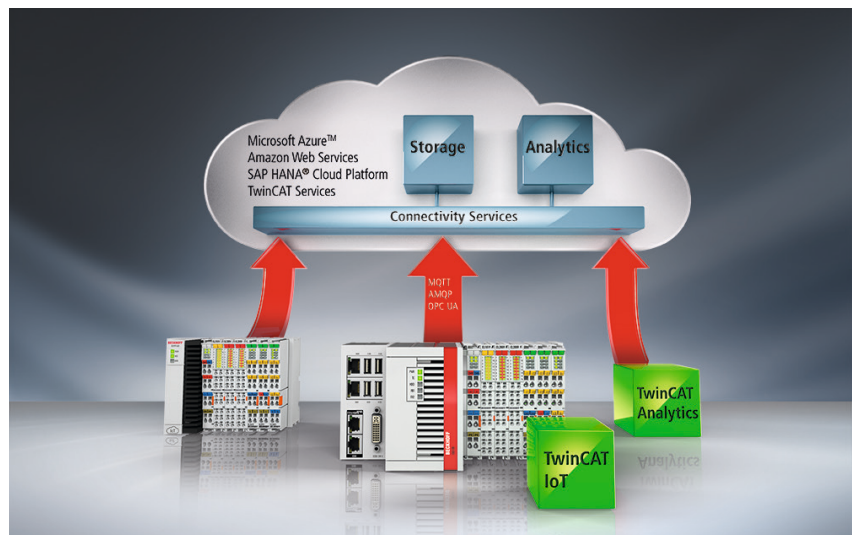 Microsoft Azure™
Amazon Web Services
SAP HANA® Cloud Platform
TwinCAT Services
Storage
Analytics
Connectivity Services
MQTT
AMQP
OPC UA
BECKHOFF
TwinCAT
Analytics
TwinCAT
IoT